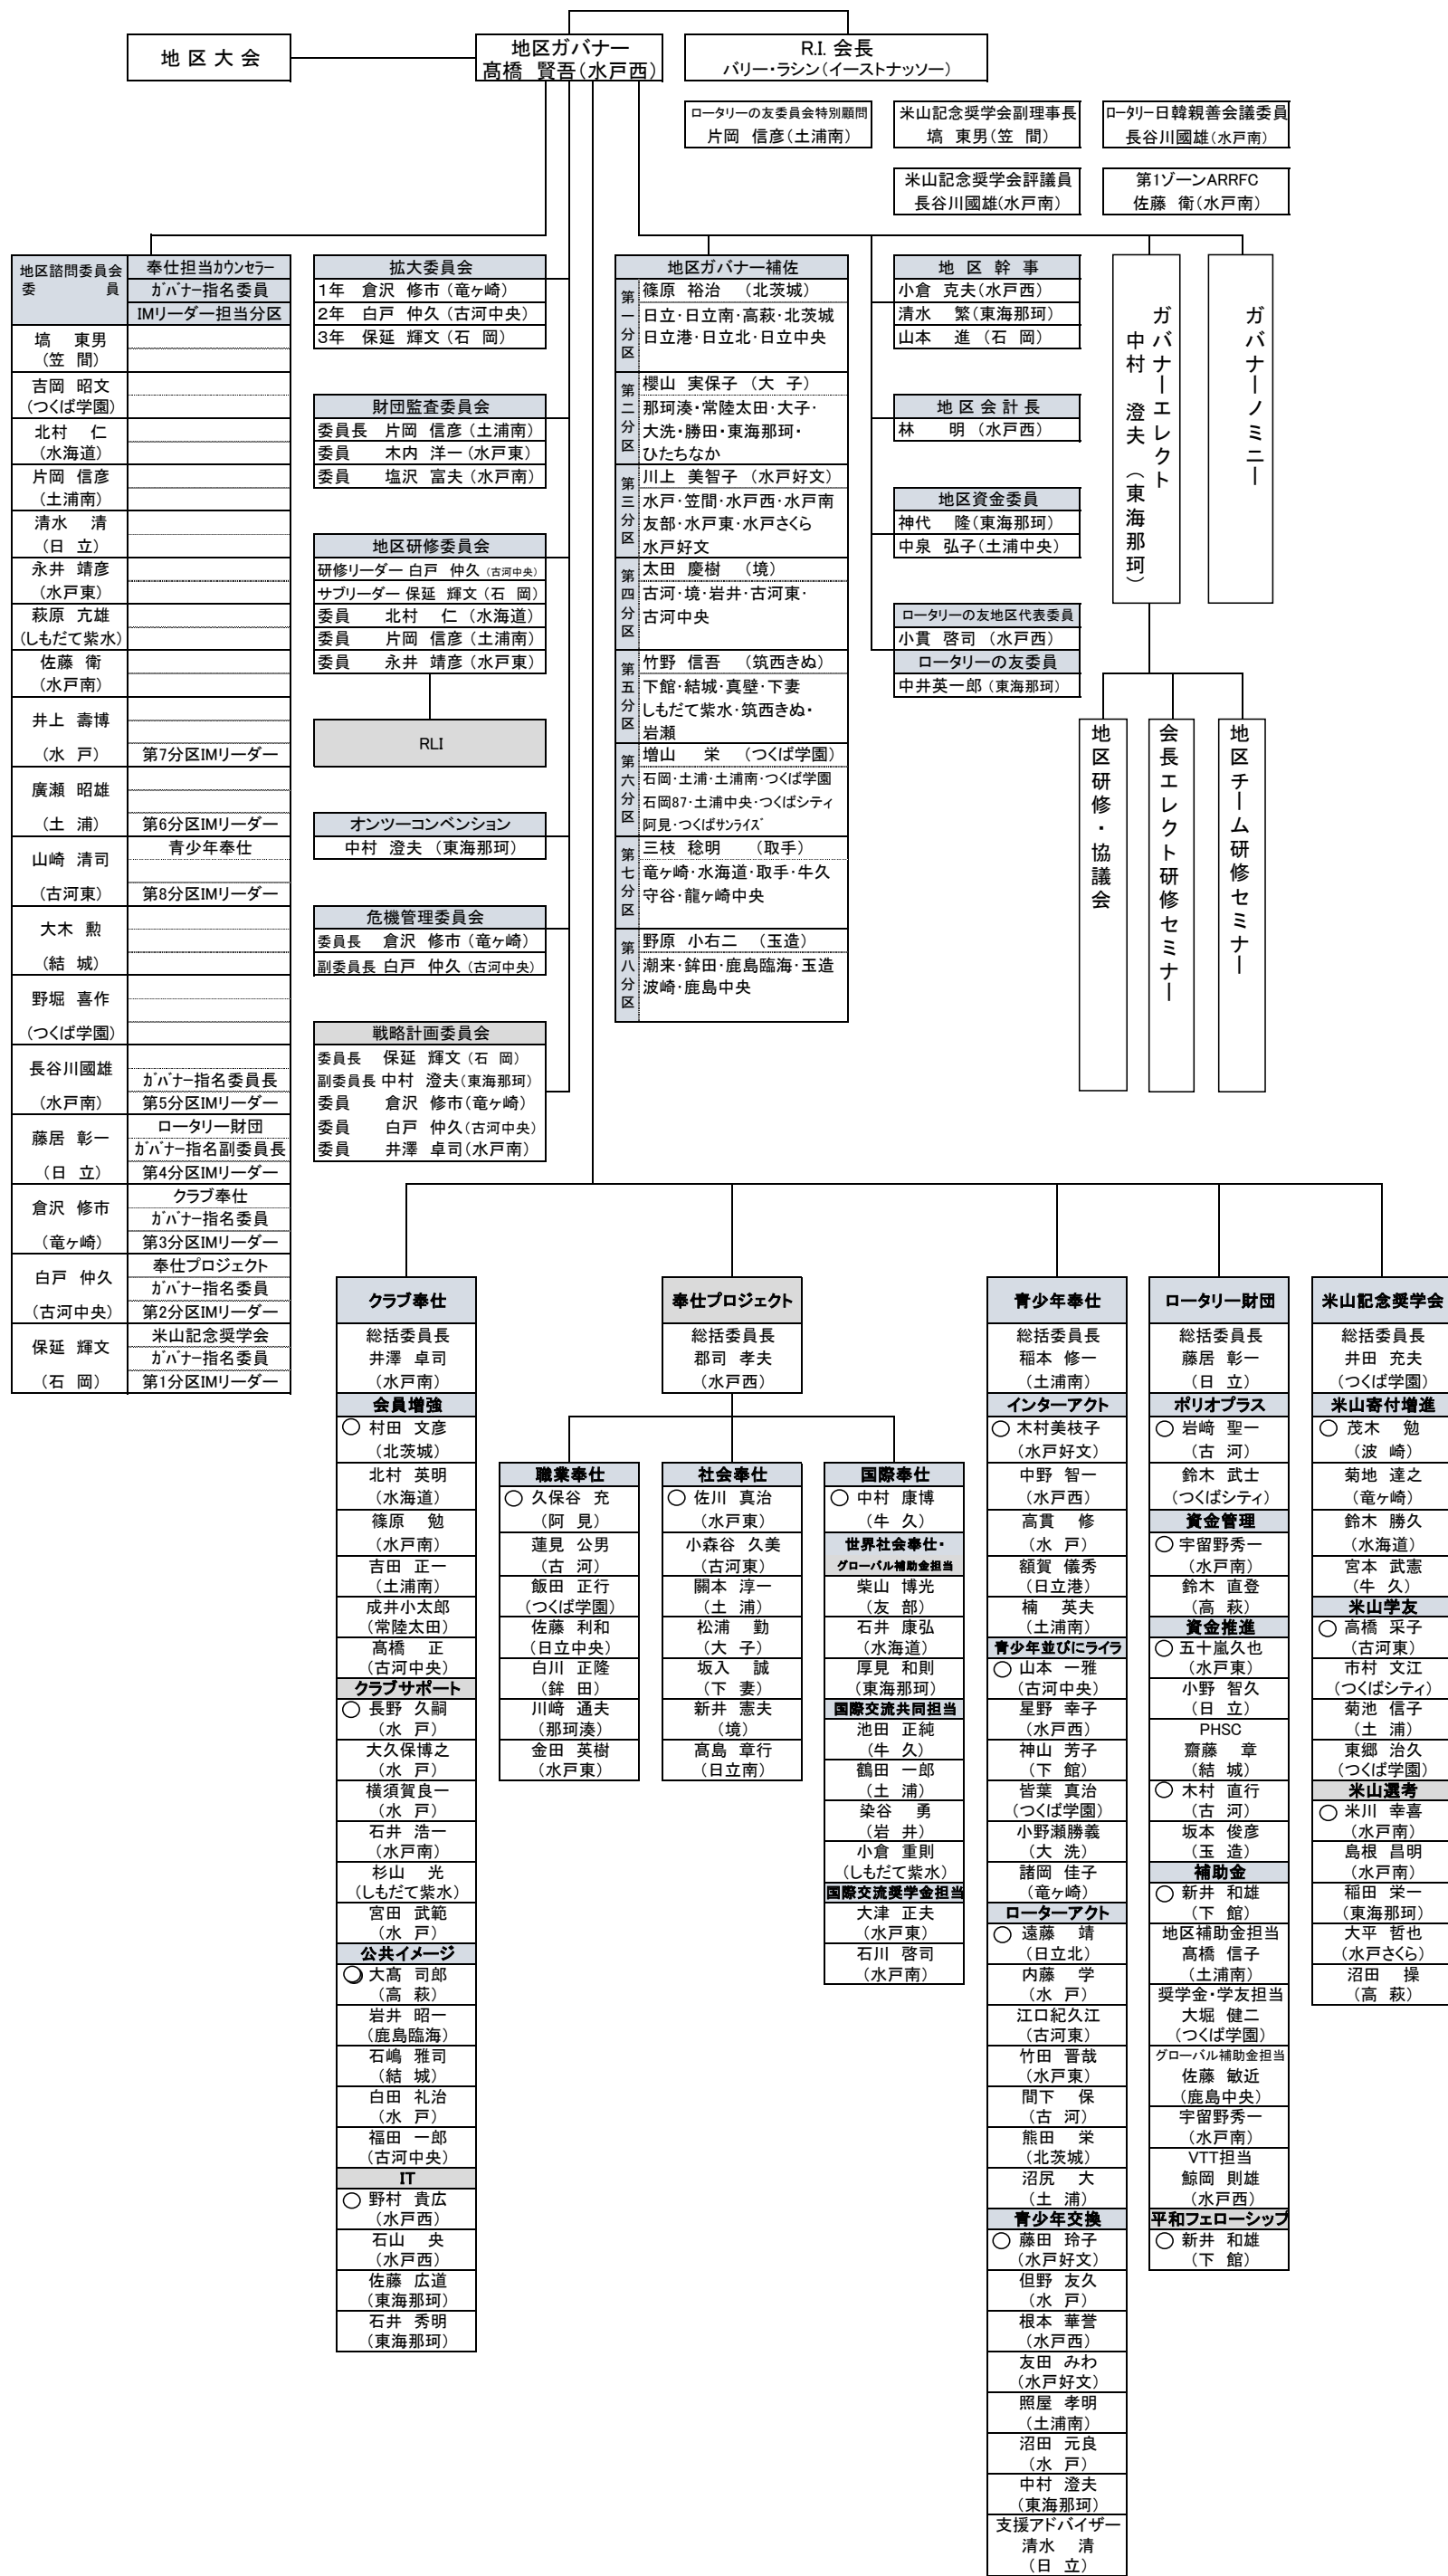 地 区 大 会
地区ガバナー
髙橋 賢吾(水戸西)
R.I. 会長
バリー・ラシン(イーストナッソー)
ロータリーの友委員会特別顧問
片岡 信彦(土浦南)
米山記念奨学会副理事長
塙 東男(笠 間)
ロータリー日韓親善会議委員
長谷川國雄(水戸南)
米山記念奨学会評議員
長谷川國雄(水戸南)
第1ゾーンARRFC
佐藤 衛(水戸南)
地区諮問委員会
委 員
奉仕担当カウンセラー
ガバナー指名委員
IMリーダー担当分区
塙 東男
(笠 間)
吉岡 昭文
(つくば学園)
北村 仁
(水海道)
片岡 信彦
(土浦南)
清水 清
(日 立)
永井 靖彦
(水戸東)
萩原 亢雄
(しもだて紫水)
佐藤 衛
(水戸南)
井上 壽博
(水 戸)
第7分区IMリーダー
廣瀬 昭雄
(土 浦)
第6分区IMリーダー
山崎 清司
(古河東)
青少年奉仕
第8分区IMリーダー
大木 勲
(結 城)
野堀 喜作
(つくば学園)
長谷川國雄
(水戸南)
ガバナー指名委員長
第5分区IMリーダー
藤居 彰一
(日 立)
ロータリー財団
ガバナー指名副委員長
第4分区IMリーダー
倉沢 修市
(竜ヶ崎)
クラブ奉仕
ガバナー指名委員
第3分区IMリーダー
白戸 仲久
(古河中央)
奉仕プロジェクト
ガバナー指名委員
第2分区IMリーダー
保延 輝文
(石 岡)
米山記念奨学会
ガバナー指名委員
第1分区IMリーダー
拡大委員会
1年 倉沢 修市(竜ヶ崎)
2年 白戸 仲久(古河中央)
3年 保延 輝文(石 岡)
財団監査委員会
委員長 片岡 信彦(土浦南)
委員 木内 洋一(水戸東)
委員 塩沢 富夫(水戸南)
地区研修委員会
研修リーダー 白戸 仲久(古河中央)
サブリーダー 保延 輝文(石 岡)
委員 北村 仁(水海道)
委員 片岡 信彦(土浦南)
委員 永井 靖彦(水戸東)
RLI
オンツーコンベンション
中村 澄夫(東海那珂)
危機管理委員会
委員長 倉沢 修市(竜ヶ崎)
副委員長 白戸 仲久(古河中央)
戦略計画委員会
委員長 保延 輝文(石 岡)
副委員長 中村 澄夫(東海那珂)
委員 倉沢 修市(竜ヶ崎)
委員 白戸 仲久(古河中央)
委員 井澤 卓司(水戸南)
地区ガバナー補佐
第一分区
篠原 裕治 (北茨城)
日立・日立南・高萩・北茨城
日立港・日立北・日立中央
第二分区
櫻山 実保子 (大 子)
那珂湊・常陸太田・大子・
大洗・勝田・東海那珂・
ひたちなか
第三分区
川上 美智子 (水戸好文)
水戸・笠間・水戸西・水戸南
友部・水戸東・水戸さくら
水戸好文
第四分区
太田 慶樹 (境)
古河・境・岩井・古河東・
古河中央
第五分区
竹野 信吾 (筑西きぬ)
下館・結城・真壁・下妻
しもだて紫水・筑西きぬ・
岩瀬
第六分区
増山 栄 (つくば学園)
石岡・土浦・土浦南・つくば学園
石岡87・土浦中央・つくばシティ
阿見・つくばサンライズ
第七分区
三枝 稔明 (取手)
竜ヶ崎・水海道・取手・牛久
守谷・龍ヶ崎中央
第八分区
野原 小右二 (玉造)
潮来・鉾田・鹿島臨海・玉造
波崎・鹿島中央
地 区 幹 事
小倉 克夫(水戸西)
清水 繁(東海那珂)
山本 進(石 岡)
地 区 会 計 長
林 明(水戸西)
地区資金委員
神代 隆(東海那珂)
中泉 弘子(土浦中央)
ロータリーの友地区代表委員
小貫 啓司(水戸西)
ロータリーの友委員
中井英一郎(東海那珂)
ガバナーエレクト
中村 澄夫 (東海那珂)
ガバナーノミニー
地区研修・協議会
会長エレクト研修セミナー
地区チーム研修セミナー
クラブ奉仕
総括委員長
井澤 卓司
(水戸南)
会員増強
○ 村田 文彦
(北茨城)
北村 英明
(水海道)
篠原 勉
(水戸南)
吉田 正一
(土浦南)
成井小太郎
(常陸太田)
髙橋 正
(古河中央)
クラブサポート
○ 長野 久嗣
(水 戸)
大久保博之
(水 戸)
横須賀良一
(水 戸)
石井 浩一
(水戸南)
杉山 光
(しもだて紫水)
宮田 武範
(水 戸)
公共イメージ
○ 大髙 司郎
(高 萩)
岩井 昭一
(鹿島臨海)
石嶋 雅司
(結 城)
白田 礼治
(水 戸)
福田 一郎
(古河中央)
IT
○ 野村 貴広
(水戸西)
石山 央
(水戸西)
佐藤 広道
(東海那珂)
石井 秀明
(東海那珂)
奉仕プロジェクト
総括委員長
郡司 孝夫
(水戸西)
職業奉仕
○ 久保谷 充
(阿 見)
蓮見 公男
(古 河)
飯田 正行
(つくば学園)
佐藤 利和
(日立中央)
白川 正隆
(鉾 田)
川﨑 通夫
(那珂湊)
金田 英樹
(水戸東)
社会奉仕
○ 佐川 真治
(水戸東)
小森谷 久美
(古河東)
關本 淳一
(土 浦)
松浦 勤
(大 子)
坂入 誠
(下 妻)
新井 憲夫
(境)
髙島 章行
(日立南)
国際奉仕
○ 中村 康博
(牛 久)
世界社会奉仕・
グローバル補助金担当
柴山 博光
(友 部)
石井 康弘
(水海道)
厚見 和則
(東海那珂)
国際交流共同担当
池田 正純
(牛 久)
鶴田 一郎
(土 浦)
染谷 勇
(岩 井)
小倉 重則
(しもだて紫水)
国際交流奨学金担当
大津 正夫
(水戸東)
石川 啓司
(水戸南)
青少年奉仕
総括委員長
稲本 修一
(土浦南)
インターアクト
○ 木村美枝子
(水戸好文)
中野 智一
(水戸西)
高貫 修
(水 戸)
額賀 儀秀
(日立港)
楠 英夫
(土浦南)
青少年並びにライラ
○ 山本 一雅
(古河中央)
星野 幸子
(水戸西)
神山 芳子
(下 館)
皆葉 真治
(つくば学園)
小野瀬勝義
(大 洗)
諸岡 佳子
(竜ヶ崎)
ローターアクト
○ 遠藤 靖
(日立北)
内藤 学
(水 戸)
江口紀久江
(古河東)
竹田 晋哉
(水戸東)
間下 保
(古 河)
熊田 栄
(北茨城)
沼尻 大
(土 浦)
青少年交換
○ 藤田 玲子
(水戸好文)
但野 友久
(水 戸)
根本 華誉
(水戸西)
友田 みわ
(水戸好文)
照屋 孝明
(土浦南)
沼田 元良
(水 戸)
中村 澄夫
(東海那珂)
支援アドバイザー
清水 清
(日 立)
ロータリー財団
総括委員長
藤居 彰一
(日 立)
ポリオプラス
○ 岩﨑 聖一
(古 河)
鈴木 武士
(つくばシティ)
資金管理
○ 宇留野秀一
(水戸南)
鈴木 直登
(高 萩)
資金推進
○ 五十嵐久也
(水戸東)
小野 智久
(日 立)
PHSC
齋藤 章
(結 城)
○ 木村 直行
(古 河)
坂本 俊彦
(玉 造)
補助金
○ 新井 和雄
(下 館)
地区補助金担当
髙橋 信子
(土浦南)
奨学金・学友担当
大堀 健二
(つくば学園)
グローバル補助金担当
佐藤 敏近
(鹿島中央)
宇留野秀一
(水戸南)
VTT担当
鯨岡 則雄
(水戸西)
平和フェローシップ
○ 新井 和雄
(下 館)
米山記念奨学会
総括委員長
井田 充夫
(つくば学園)
米山寄付増進
○ 茂木 勉
(波 崎)
菊地 達之
(竜ヶ崎)
鈴木 勝久
(水海道)
宮本 武憲
(牛 久)
米山学友
○ 高橋 采子
(古河東)
市村 文江
(つくばシティ)
菊池 信子
(土 浦)
東郷 治久
(つくば学園)
米山選考
○ 米川 幸喜
(水戸南)
島根 昌明
(水戸南)
稲田 栄一
(東海那珂)
大平 哲也
(水戸さくら)
沼田 操
(高 萩)